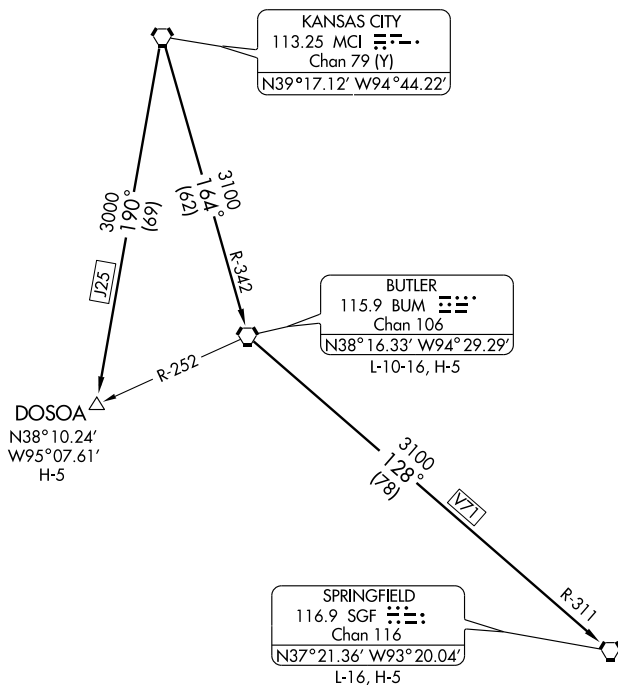 KANSAS CITY
113.25 MCI
Chan 79 (Y)
N39°17.12' W94°44.22'
3000
190°
(69)
J25
3100
164°
(62)
R-342
BUTLER
115.9 BUM
Chan 106
N38°16.33' W94°29.29'
L-10-16, H-5
R-252
DOSOA
N38°10.24'
W95°07.61'
H-5
3100
128°
(78)
V71
R-311
SPRINGFIELD
116.9 SGF
Chan 116
N37°21.36' W93°20.04'
L-16, H-5